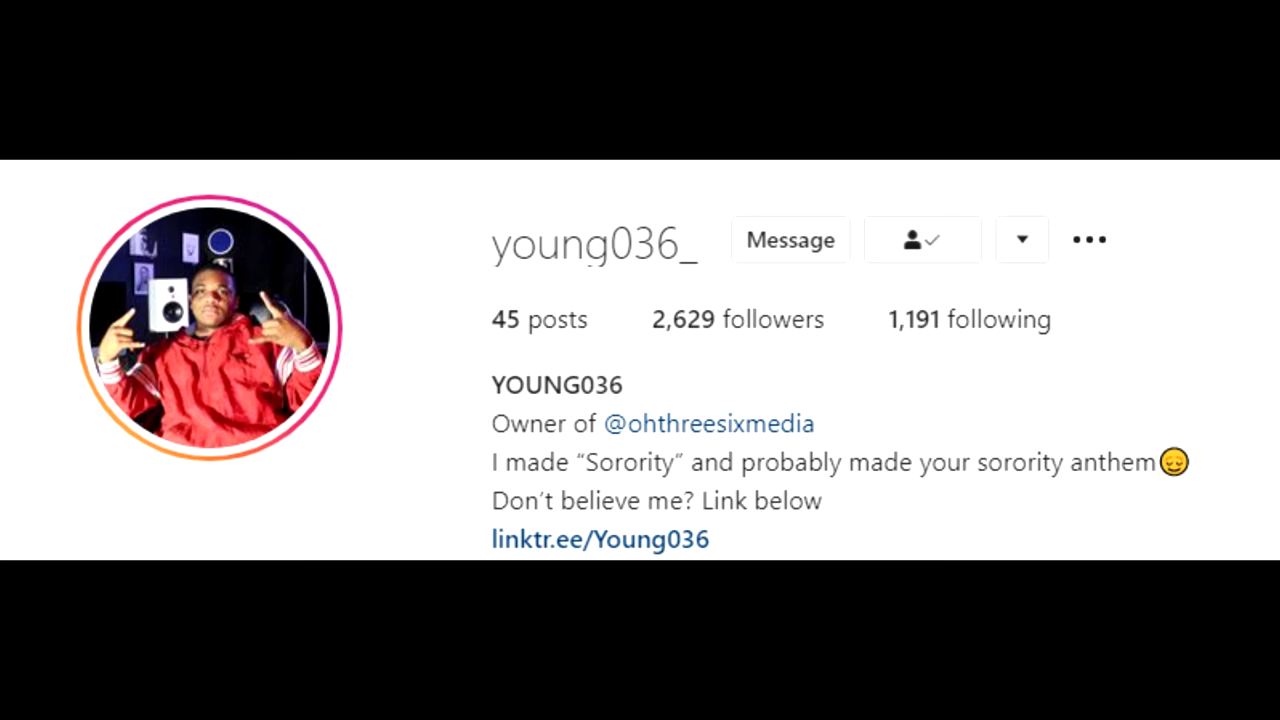 young036_ Message
45 posts 2,629 followers 1,191 following
YOUNG036
Owner of @ohthreesixmedia
I made “Sorority” and probably made your sorority anthem😌
Don’t believe me? Link below
linktr.ee/Young036